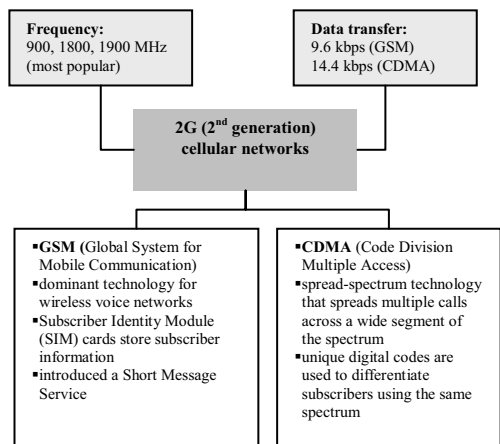 Frequency:
900, 1800, 1900 MHz
(most popular)
Data transfer:
9.6 kbps (GSM)
14.4 kbps (CDMA)
2G (2nd generation)
cellular networks
▪GSM (Global System for
Mobile Communication)
▪dominant technology for
wireless voice networks
▪Subscriber Identity Module
(SIM) cards store subscriber
information
▪introduced a Short Message
Service
▪CDMA (Code Division
Multiple Access)
▪spread-spectrum technology
that spreads multiple calls
across a wide segment of
the spectrum
▪unique digital codes are
used to differentiate
subscribers using the same
spectrum